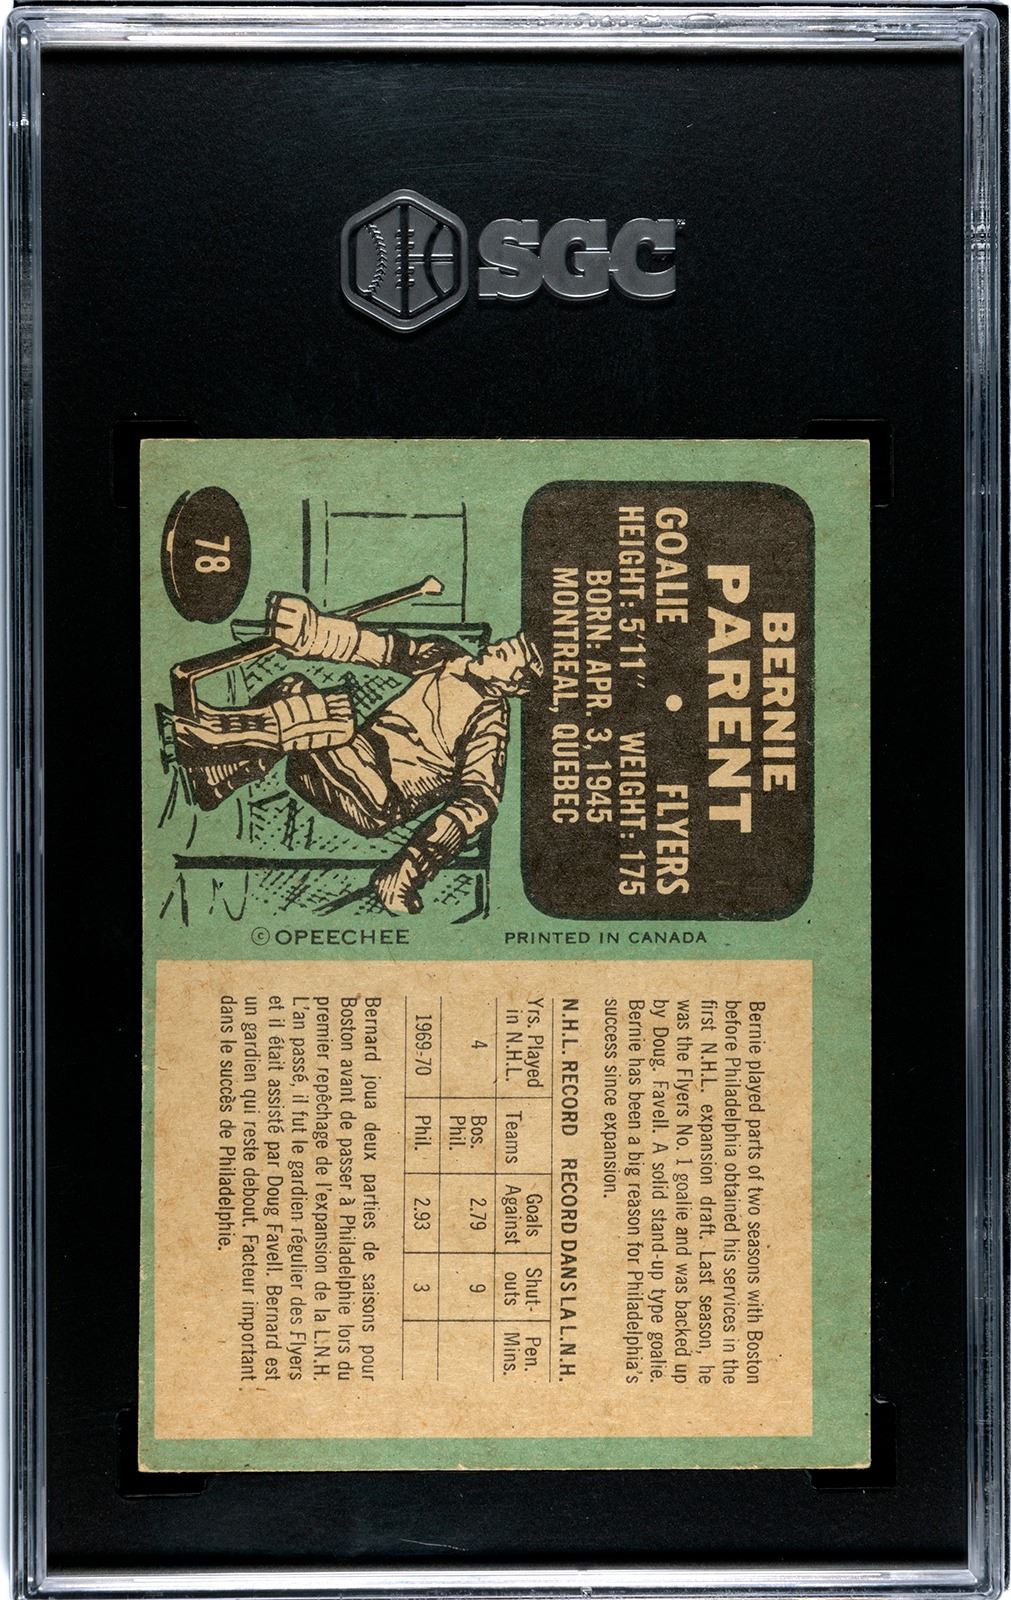 SGC
BERNIE
PARENT
GOALIE • FLYERS
HEIGHT: 5'11" WEIGHT: 175
BORN: APR. 3, 1945
MONTREAL, QUEBEC
78
© OPEECHEE
PRINTED IN CANADA
Bernie played parts of two seasons with Boston
before Philadelphia obtained his services in the
first N.H.L. expansion draft. Last season, he
was the Flyers No. 1 goalie and was backed up
by Doug. Favell. A solid stand-up type goalie.
Bernie has been a big reason for Philadelphia's
success since expansion.
N.H.L. RECORD RECORD DANS LA L.N.H.
Yrs. Played Goals Shut- Pen.
in N.H.L. Teams Against outs Mins.
4 Bos. 2.79 9
Phil.
1969-70 Phil. 2.93 3
Bernard joua deux parties de saisons pour
Boston avant de passer à Philadelphie lors du
premier repêchage de l'expansion de la L.N.H.
L'an passé, il fut le gardien régulier des Flyers
et il était assisté par Doug Favell. Bernard est
un gardien qui reste debout. Facteur important
dans le succès de Philadelphie.